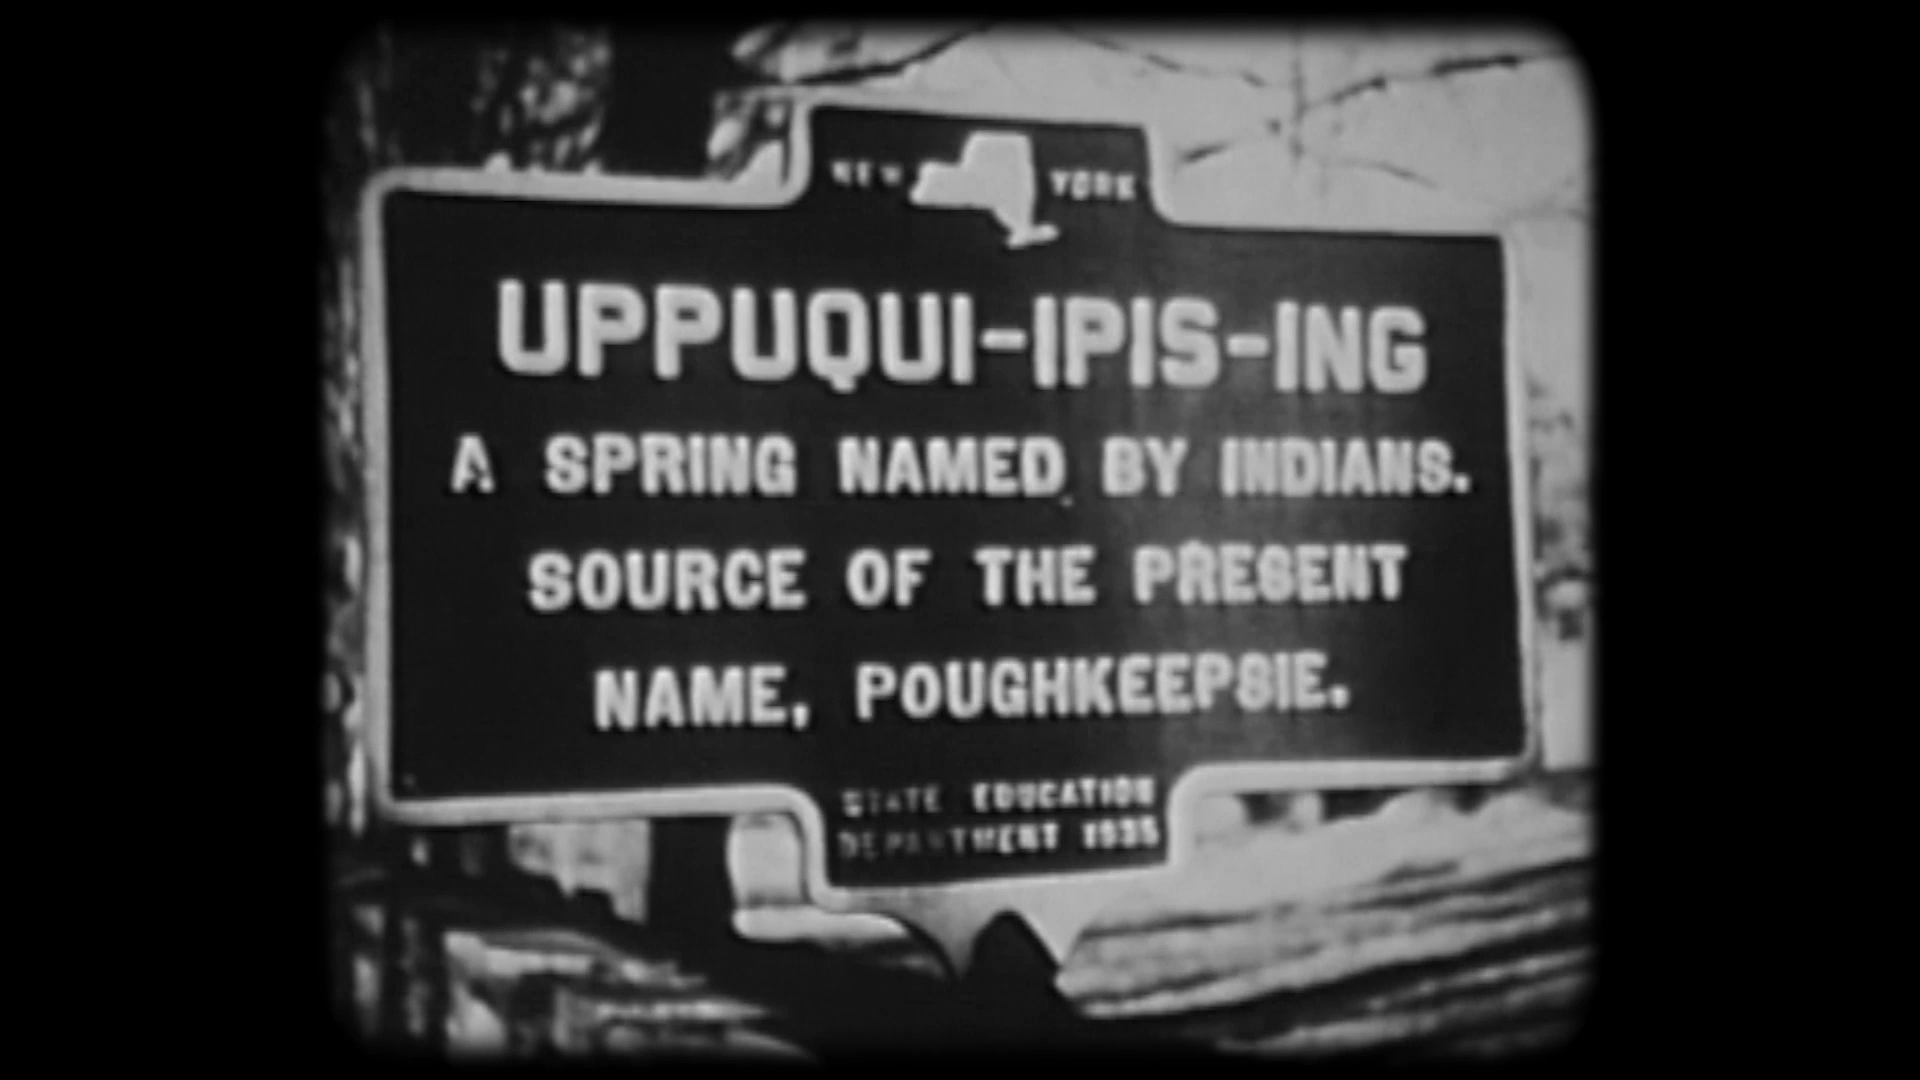 NEW YORK
UPPUQUI-IPIS-ING
A SPRING NAMED BY INDIANS.
SOURCE OF THE PRESENT
NAME, POUGHKEEPSIE.
STATE EDUCATION
DEPARTMENT 1935